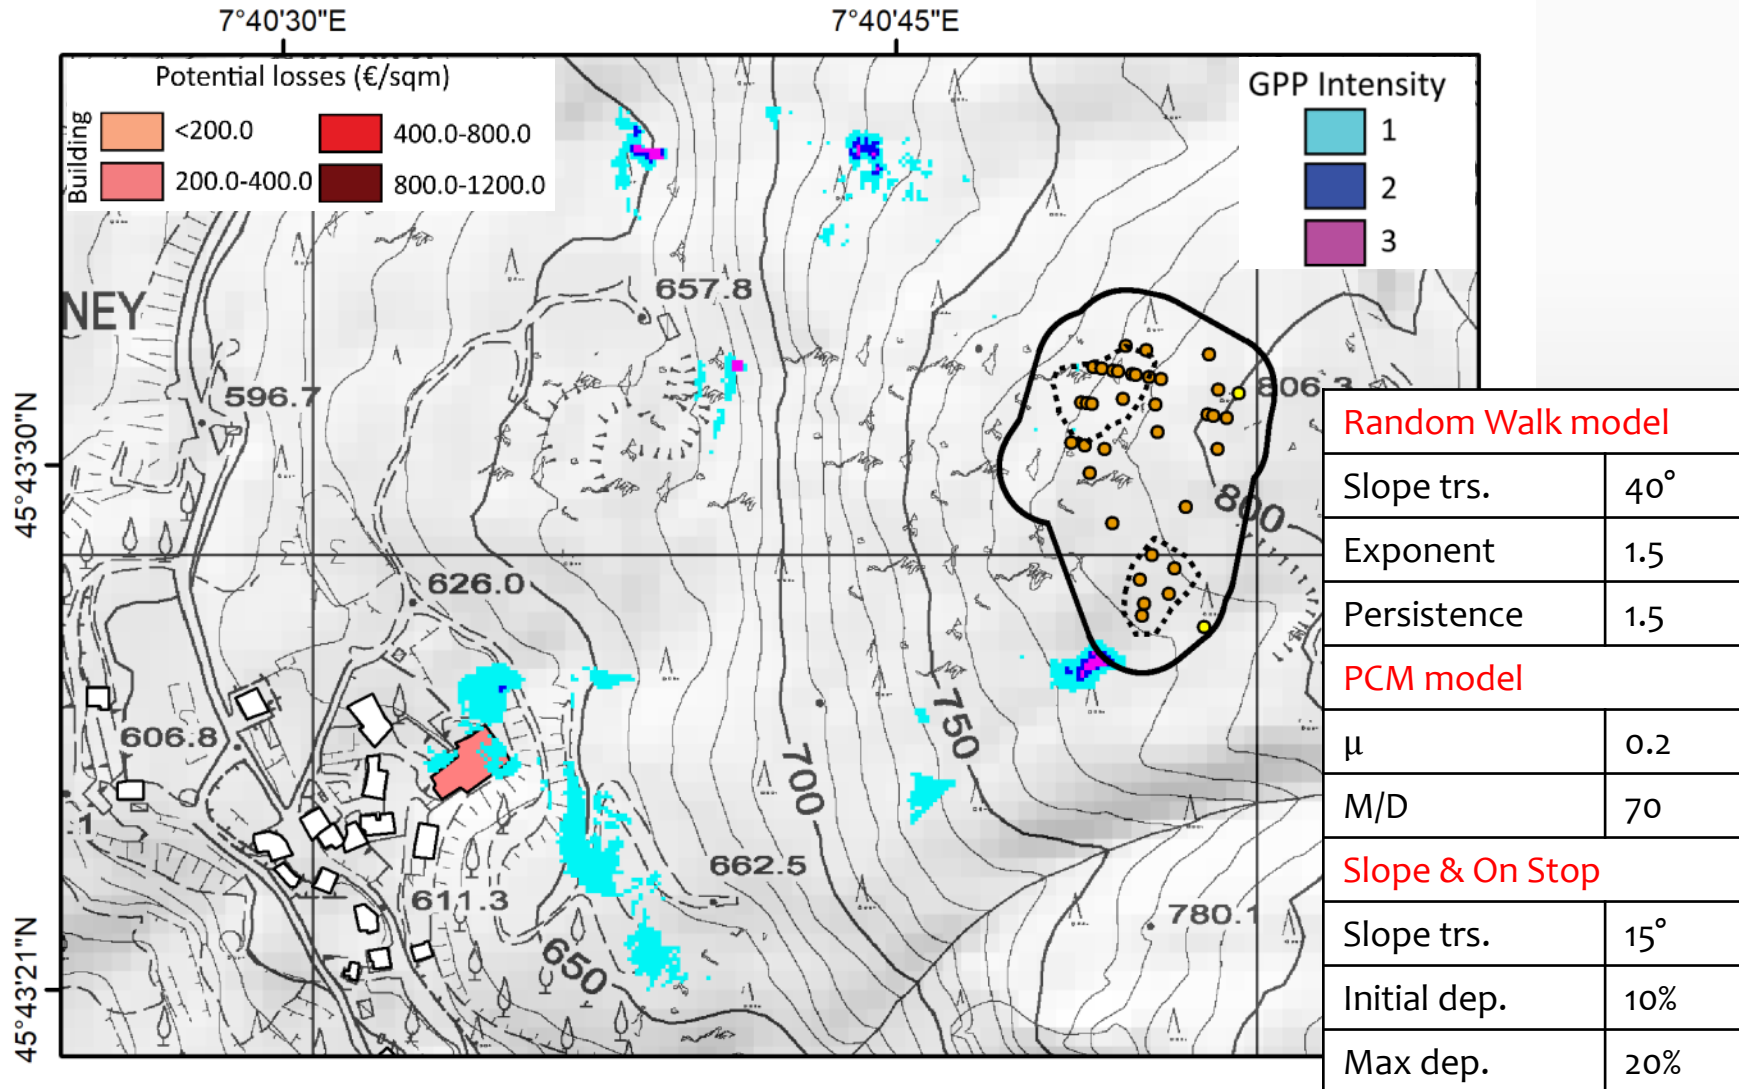 7°40'30"E
7°40'45"E
Potential losses (€/sqm)
Building
<200.0
400.0-800.0
200.0-400.0
800.0-1200.0
GPP Intensity
1
2
3
NEY
657.8
596.7
806.3
45°43'30"N
800
626.0
606.8
750
700
.1
662.5
611.3
780.1
650
45°43'21"N
Random Walk model
Slope trs. 40°
Exponent 1.5
Persistence 1.5
PCM model
μ 0.2
M/D 70
Slope & On Stop
Slope trs. 15°
Initial dep. 10%
Max dep. 20%